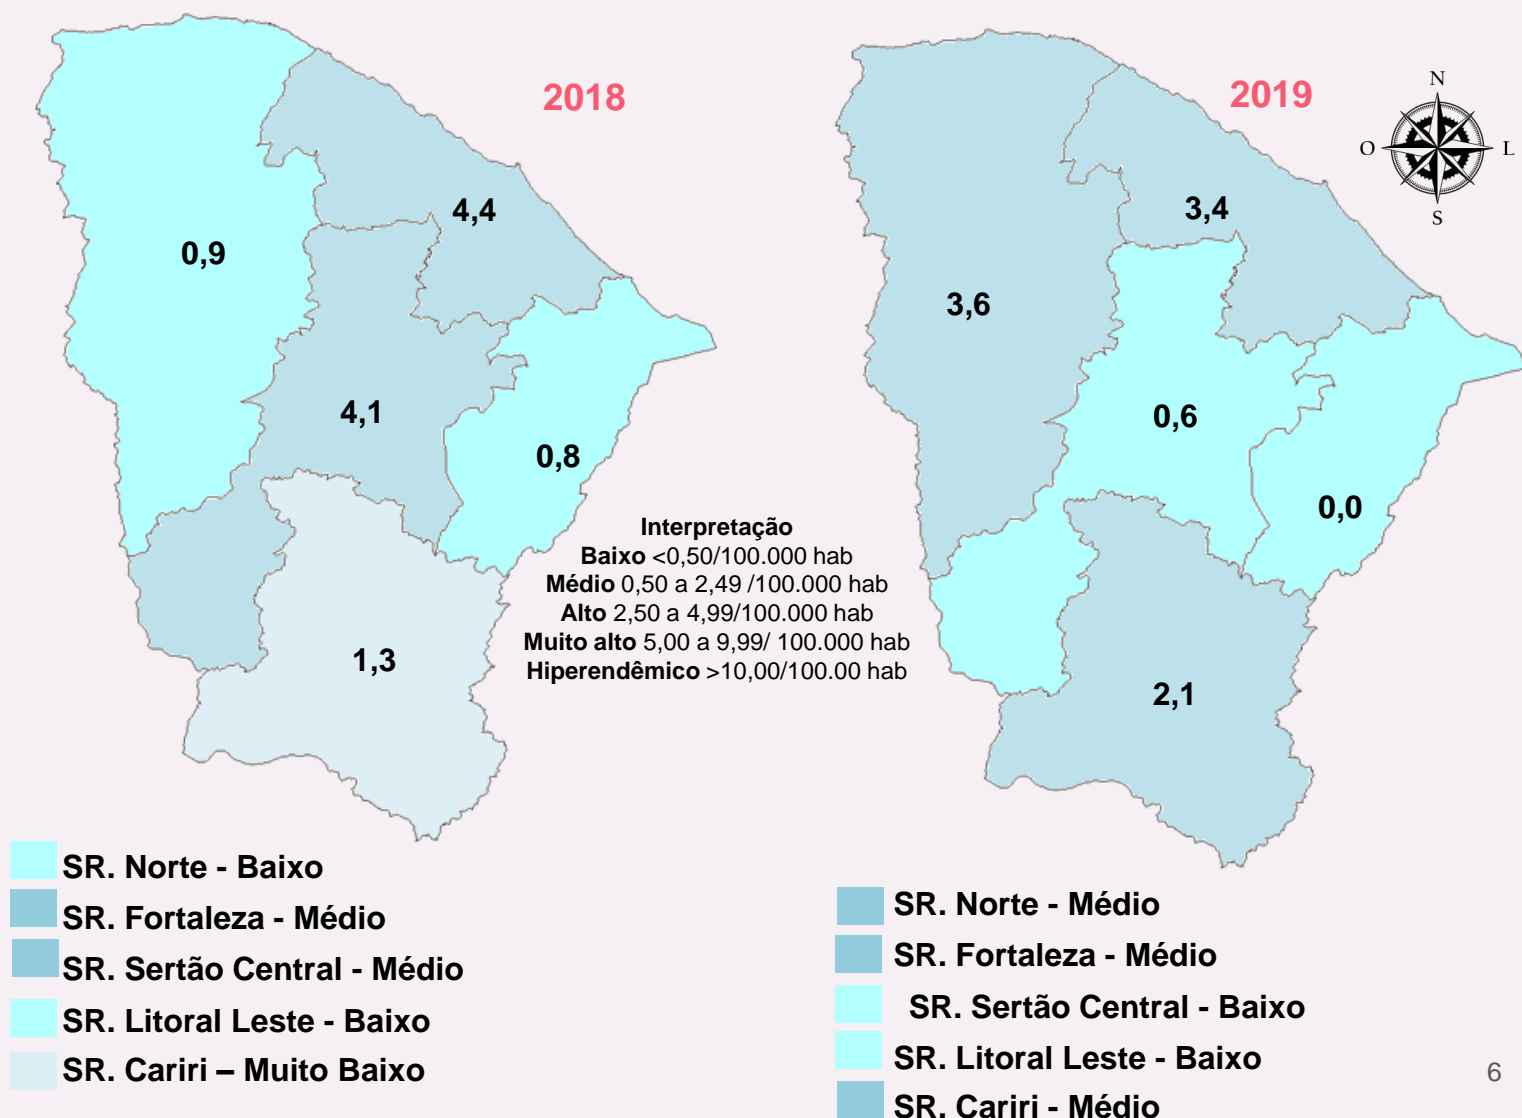 2018
4,4
0,9
4,1
0,8
1,3
2019
N
O
L
S
3,4
3,6
0,6
0,0
2,1
Interpretação
Baixo <0,50/100.000 hab
Médio 0,50 a 2,49 /100.000 hab
Alto 2,50 a 4,99/100.000 hab
Muito alto 5,00 a 9,99/ 100.000 hab
Hiperendêmico >10,00/100.00 hab
SR. Norte - Baixo
SR. Fortaleza - Médio
SR. Sertão Central - Médio
SR. Litoral Leste - Baixo
SR. Cariri – Muito Baixo
SR. Norte - Médio
SR. Fortaleza - Médio
SR. Sertão Central - Baixo
SR. Litoral Leste - Baixo
SR. Cariri - Médio
6